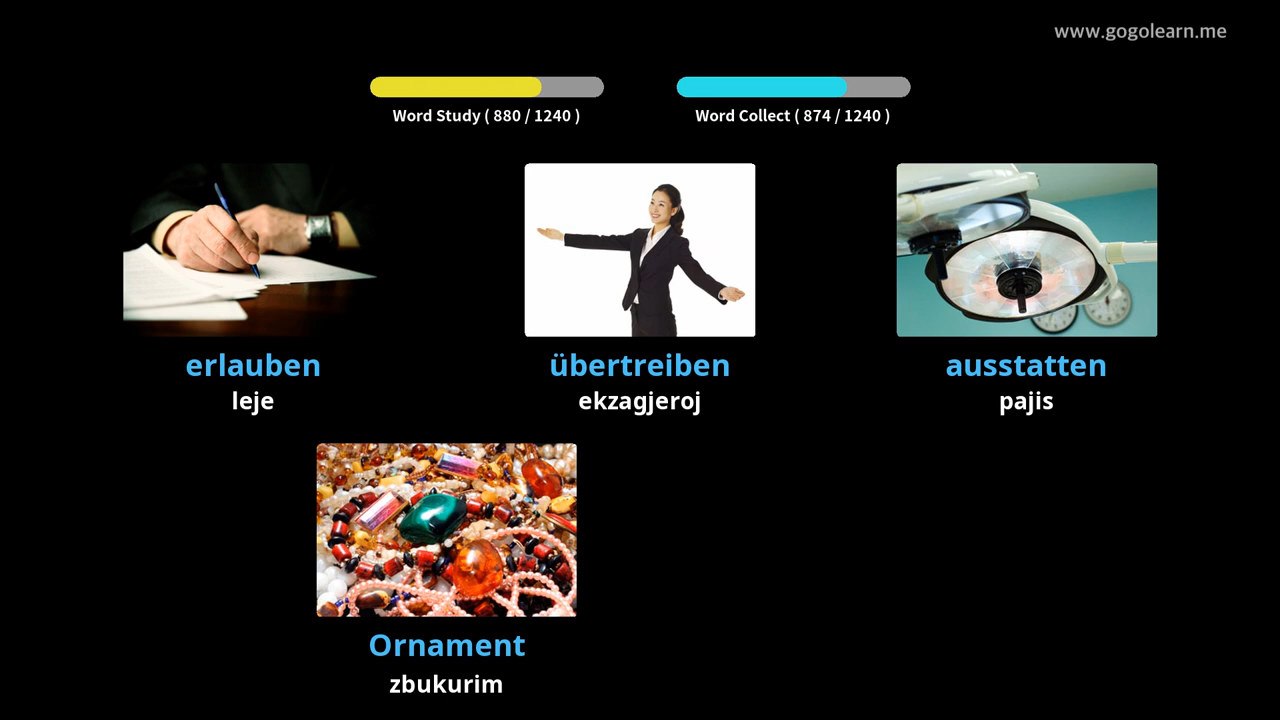 www.gogolearn.me
Word Study ( 880 / 1240 )
Word Collect ( 874 / 1240 )
erlauben
leje
übertreiben
ekzagjeroj
ausstatten
pajis
Ornament
zbukurim